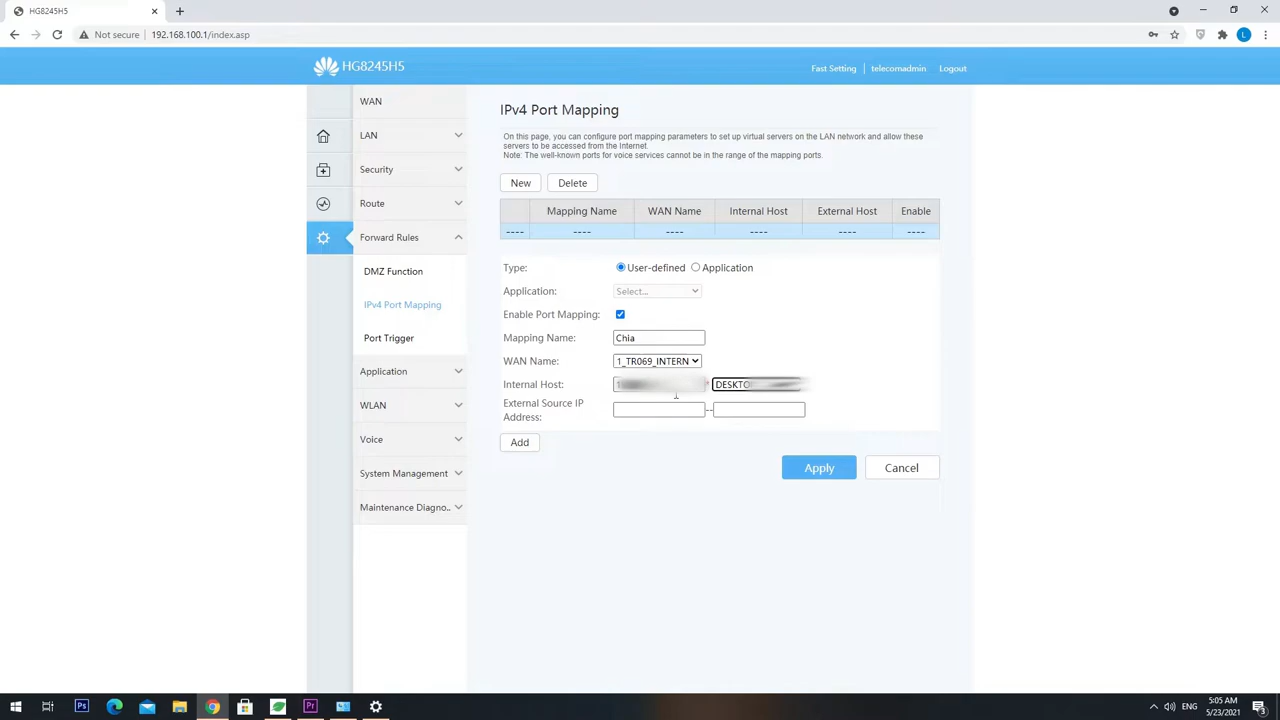 HG8245H5
Not secure
192.168.100.1/index.asp
L
HG8245H5
Fast Setting
telecomadmin
Logout
WAN
LAN
Security
Route
Forward Rules
DMZ Function
IPv4 Port Mapping
Port Trigger
Application
WLAN
Voice
System Management
Maintenance Diagno..
IPv4 Port Mapping
On this page, you can configure port mapping parameters to set up virtual servers on the LAN network and allow these
servers to be accessed from the Internet.
Note: The well-known ports for voice services cannot be in the range of the mapping ports.
New Delete
Mapping Name WAN Name Internal Host External Host Enable
---- ---- ---- ---- ---- ----
Type: User-defined Application
Application: Select...
Enable Port Mapping:
Mapping Name: Chia
WAN Name: 1_TR069_INTERN
Internal Host: * DESKTO
External Source IP
Address: --
Add
Apply Cancel
Ps
Pr
ENG
5:05 AM
5/23/2021
3